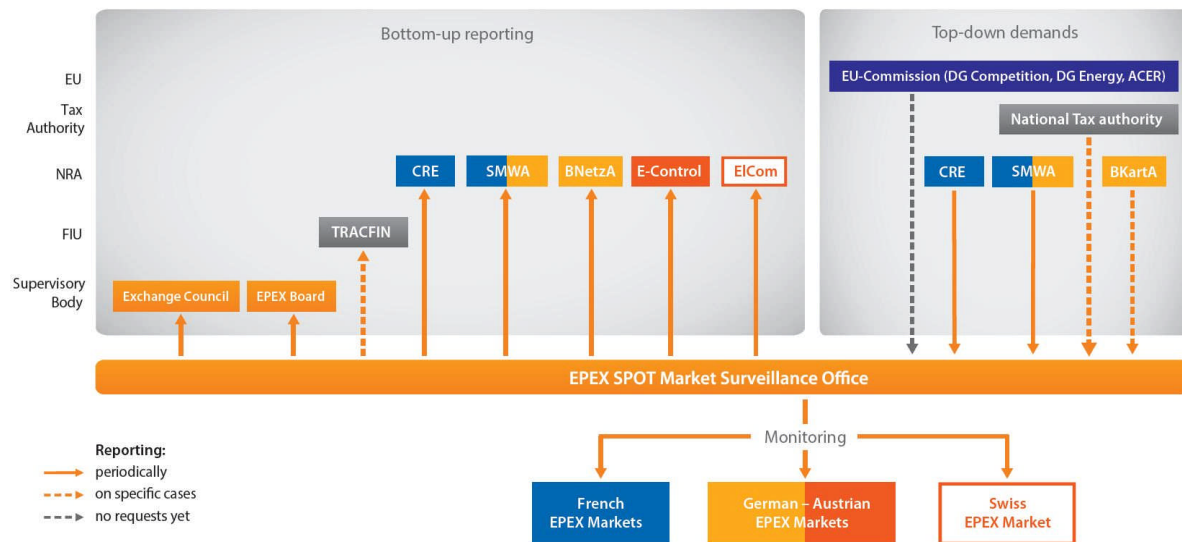 Bottom-up reporting
Top-down demands
EU
EU-Commission (DG Competition, DG Energy, ACER)
Tax
Authority
National Tax authority
NRA
CRE
SMWA
BNetzA
E-Control
ElCom
CRE
SMWA
BKartA
FIU
TRACFIN
Supervisory
Body
Exchange Council
EPEX Board
EPEX SPOT Market Surveillance Office
Monitoring
Reporting:
periodically
on specific cases
no requests yet
French
EPEX Markets
German – Austrian
EPEX Markets
Swiss
EPEX Market